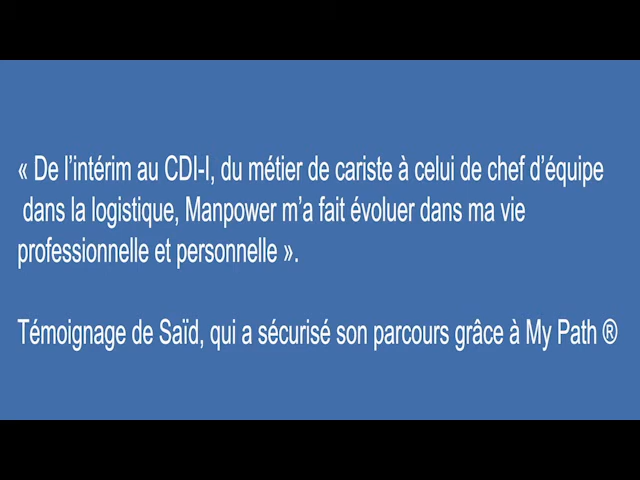 « De l’intérim au CDI-I, du métier de cariste à celui de chef d’équipe
dans la logistique, Manpower m’a fait évoluer dans ma vie
professionnelle et personnelle ».
Témoignage de Saïd, qui a sécurisé son parcours grâce à My Path ®